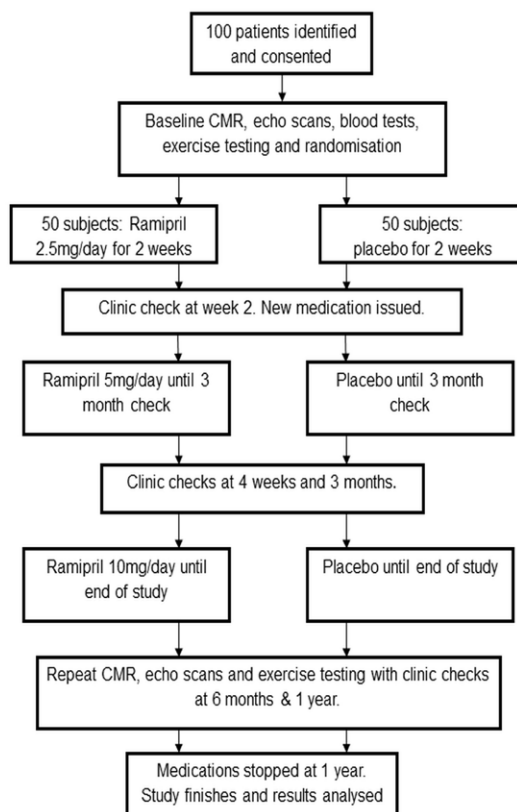 100 patients identified
and consented
Baseline CMR, echo scans, blood tests,
exercise testing and randomisation
50 subjects: Ramipril
2.5mg/day for 2 weeks
50 subjects:
placebo for 2 weeks
Clinic check at week 2. New medication issued.
Ramipril 5mg/day until 3
month check
Placebo until 3 month
check
Clinic checks at 4 weeks and 3 months.
Ramipril 10mg/day until
end of study
Placebo until end of study
Repeat CMR, echo scans and exercise testing with clinic checks
at 6 months & 1 year.
Medications stopped at 1 year.
Study finishes and results analysed